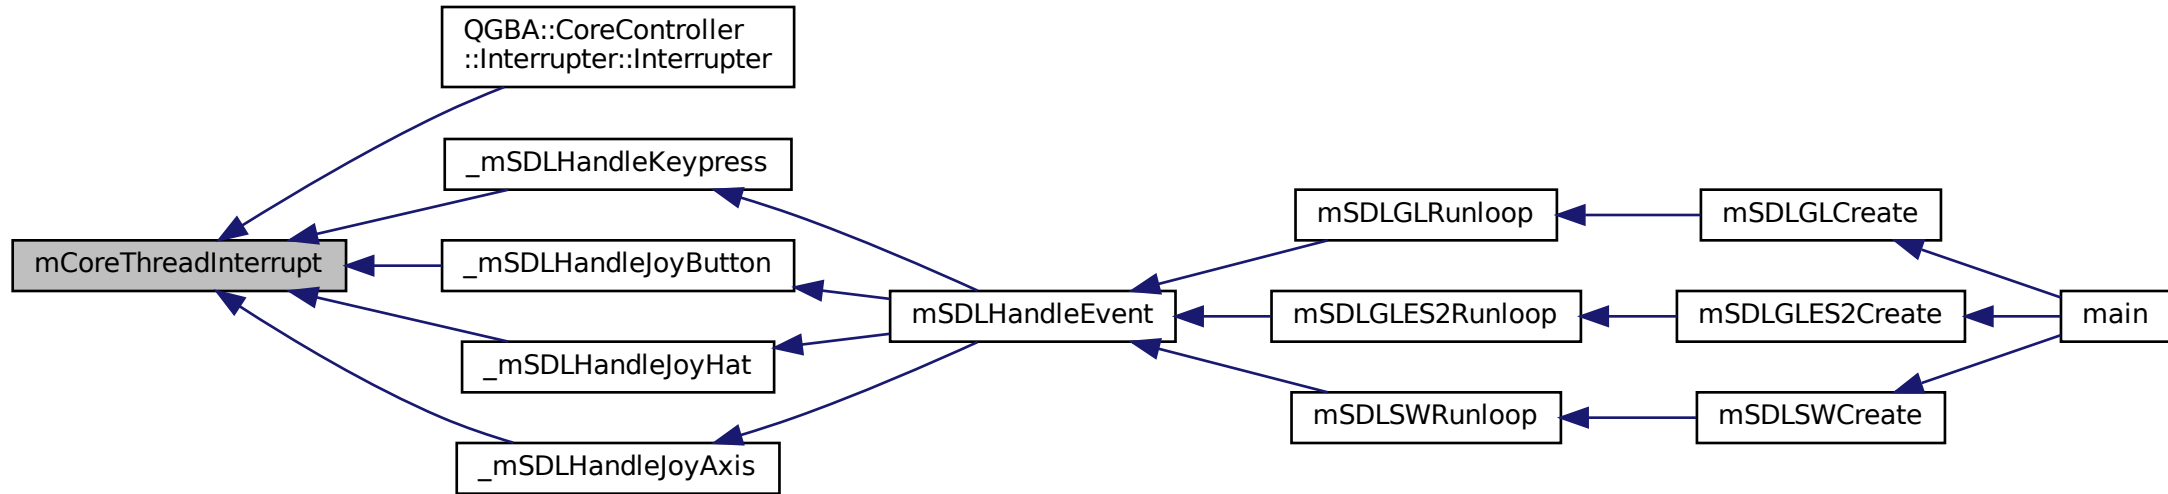 QGBA::CoreController
::Interrupter::Interrupter
_mSDLHandleKeypress
mSDLGLRunloop
mSDLGLCreate
mCoreThreadInterrupt
_mSDLHandleJoyButton
mSDLHandleEvent
mSDLGLES2Runloop
mSDLGLES2Create
main
_mSDLHandleJoyHat
mSDLSWRunloop
mSDLSWCreate
_mSDLHandleJoyAxis